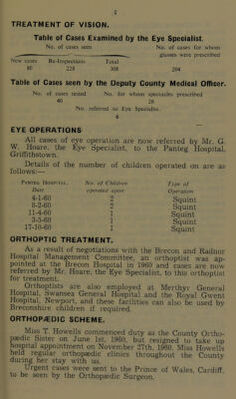 5
TREATMENT OF VISION.
Table of Cases Examined by the Eye Specialist.
No. of cases seen No. of cases for whom
glasses were prescribed
New cases Re-Inspections Total
80 228 308 204
Table of Cases seen by the Deputy County Medical Officer.
No. of cases tested No. for whom spectacles prescribed
40 28
No. referred to Eye Specialist.
6
EYE OPERATIONS
All cases of eye operation are now referred by Mr. G.
W. Hoare, the Eye Specialist, to the Panteg Hospital,
Griffithstown.
Details of the number of children operated on are as
follows:—
PANTEG HOSPITAL. No. of Children Type of
Date operated upon Operation
4-1-60 2 Squint
8-2-60 2 Squint
11-4-60 1 Squint
3-5-60 1 Squint
17-10-60 1 Squint
ORTHOPTIC TREATMENT.
As a result of negotiations with the Brecon and Radnor
Hospital Management Committee, an orthoptist was ap-
pointed at the Brecon Hospital in 1960 and cases are now
referred by Mr. Hoare, the Eye Specialist, to this orthoptist
for treatment.
Orthoptists are also employed at Merthyr General
Hospital, Swansea General Hospital and the Royal Gwent
Hospital, Newport, and these facilities can also be used by
Breconshire children if required.
ORTHOPÆDIC SCHEME.
Miss T. Howells commenced duty as the County Ortho-
pædic Sister on June 1st, 1960, but resigned to take up
hospital appointment on November 27th, 1960. Miss Howells
held regular orthopædic clinics throughout the County
during her stay with us.
Urgent cases were sent to the Prince of Wales, Cardiff,
to be seen by the Orthopædic Surgeon.